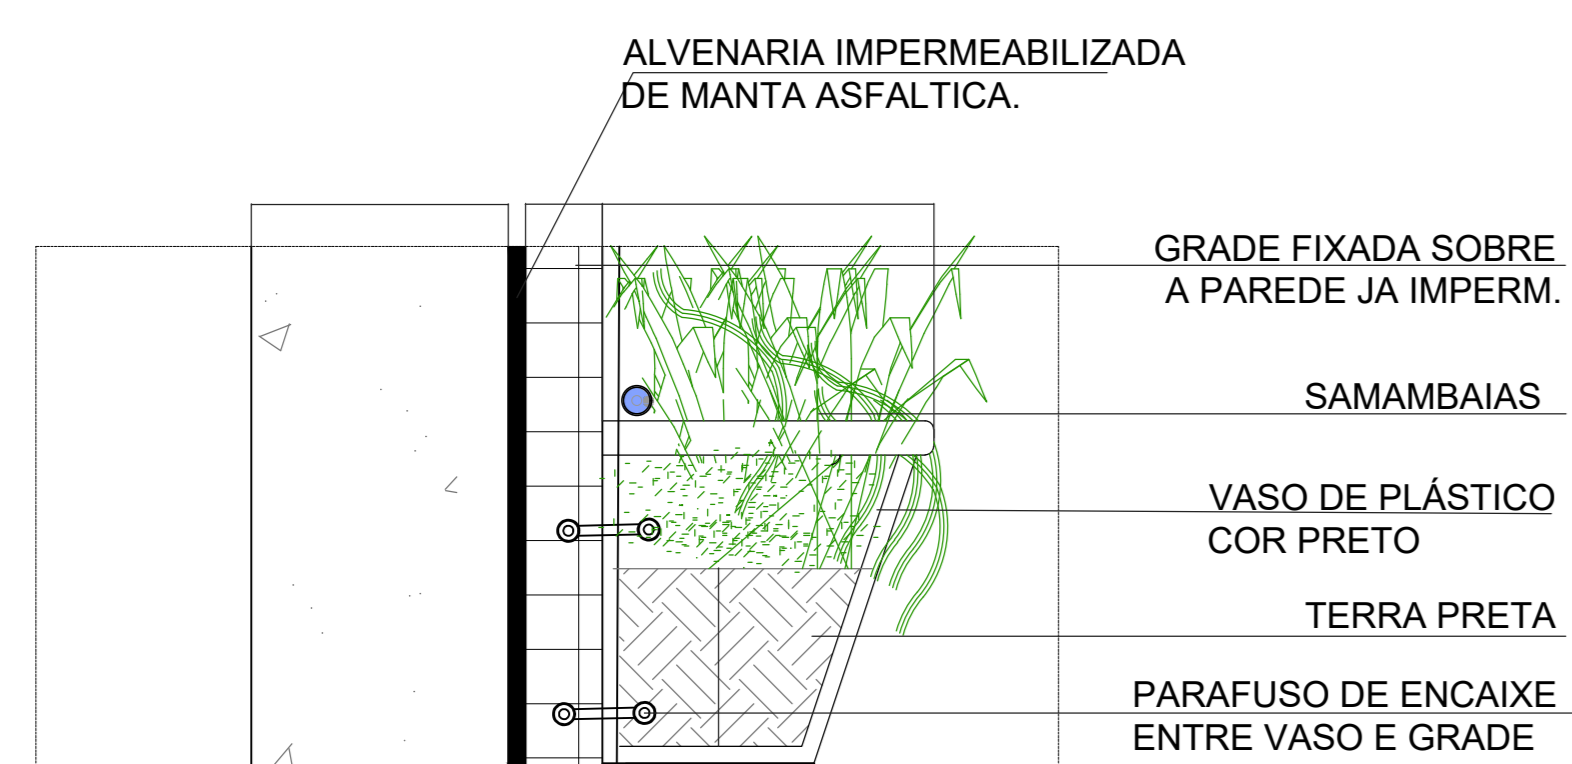 ALVENARIA IMPERMEABILIZADA
DE MANTA ASFALTICA.
GRADE FIXADA SOBRE
A PAREDE JA IMPERM.
SAMAMBAIAS
VASO DE PLÁSTICO
COR PRETO
TERRA PRETA
PARAFUSO DE ENCAIXE
ENTRE VASO E GRADE